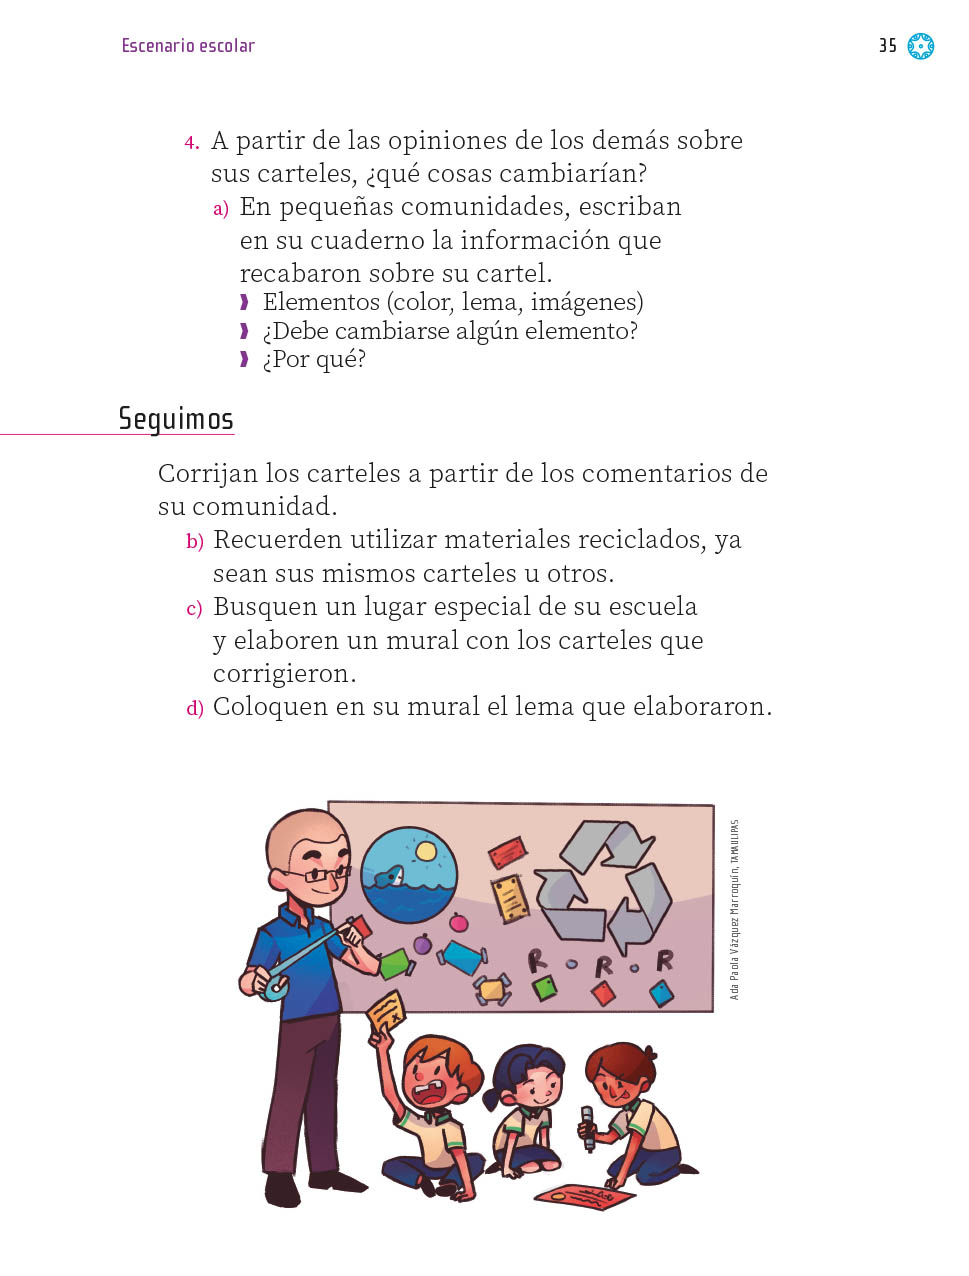 Escenario escolar
35
4. A partir de las opiniones de los demás sobre
sus carteles, ¿qué cosas cambiarían?
a) En pequeñas comunidades, escriban
en su cuaderno la información que
recabaron sobre su cartel.
Elementos (color, lema, imágenes)
¿Debe cambiarse algún elemento?
¿Por qué?
Seguimos
Corrijan los carteles a partir de los comentarios de
su comunidad.
b) Recuerden utilizar materiales reciclados, ya
sean sus mismos carteles u otros.
c) Busquen un lugar especial de su escuela
y elaboren un mural con los carteles que
corrigieron.
d) Coloquen en su mural el lema que elaboraron.
R • R • R
Ada Paola Vázquez Marroquín, TAMAULIPAS